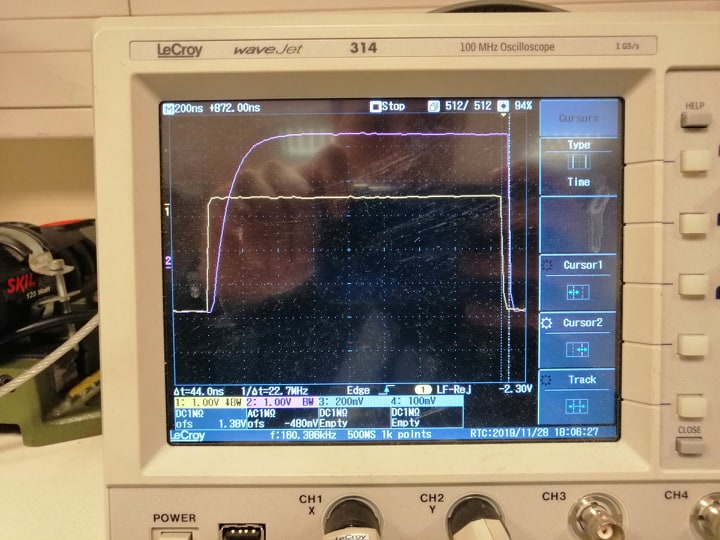 LeCroy waveJet 314 100 MHz Oscilloscope 1 GS/s
M 200ns +872.00ns Stop 512/ 512 94%
Cursors
Type
Time
Cursor1
Cursor2
Track
1
2
Δt=44.0ns 1/Δt=22.7MHz Edge 1 LF-Rej -2.30V
1: 1.00V BW 2: 1.00V BW 3: 200mV 4: 100mV
DC1MΩ AC1MΩ DC1MΩ DC1MΩ
ofs 1.38V ofs -480mV Empty Empty
LeCroy f:160.386kHz 500MS 1k points RTC:2019/11/28 18:06:27
HELP
CLOSE
SKIL
125 Watt
POWER
CH1
X
CH2
Y
CH3
CH4
LeCroy